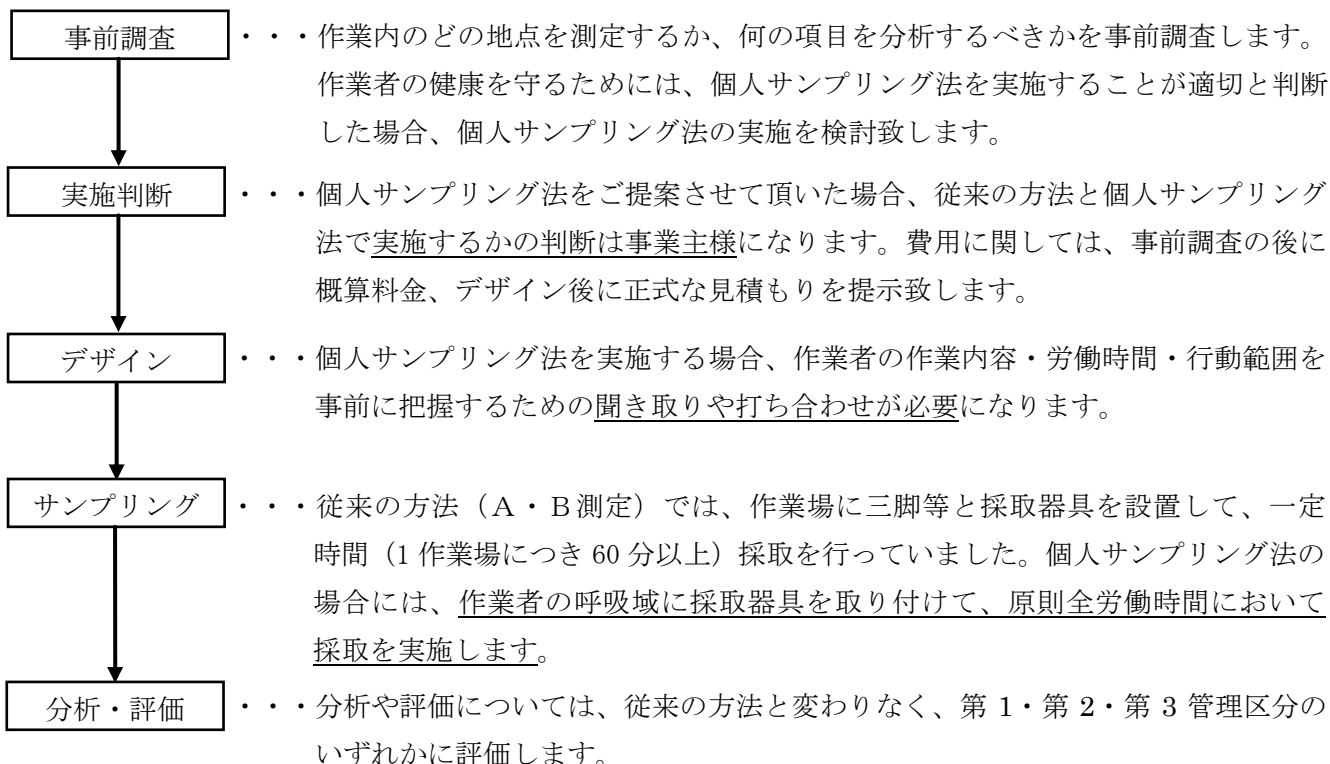 事前調査 ・・・作業内のどの地点を測定するか、何の項目を分析するべきかを事前調査します。
作業者の健康を守るためには、個人サンプリング法を実施することが適切と判断
した場合、個人サンプリング法の実施を検討致します。
実施判断 ・・・個人サンプリング法をご提案させて頂いた場合、従来の方法と個人サンプリング
法で実施するかの判断は事業主様になります。費用に関しては、事前調査の後に
概算料金、デザイン後に正式な見積もりを提示致します。
デザイン ・・・個人サンプリング法を実施する場合、作業者の作業内容・労働時間・行動範囲を
事前に把握するための聞き取りや打ち合わせが必要になります。
サンプリング ・・・従来の方法（A・B測定）では、作業場に三脚等と採取器具を設置して、一定
時間（1 作業場につき 60 分以上）採取を行っていました。個人サンプリング法の
場合には、作業者の呼吸域に採取器具を取り付けて、原則全労働時間において
採取を実施します。
分析・評価 ・・・分析や評価については、従来の方法と変わりなく、第 1・第 2・第 3 管理区分の
いずれかに評価します。